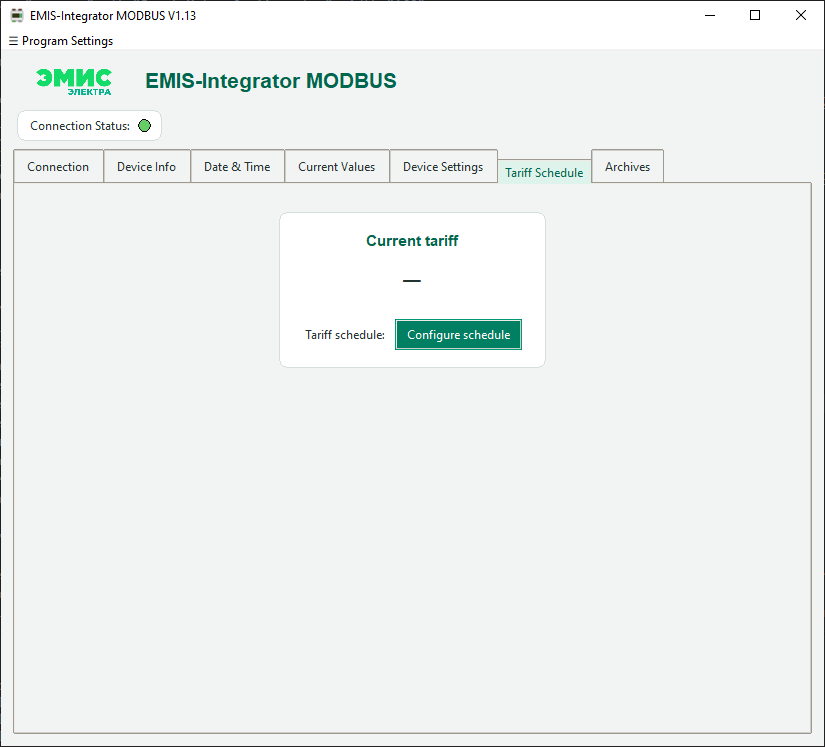 EMIS-Integrator MODBUS V1.13
☰ Program Settings
ЭМИС
ЭЛЕКТРА
EMIS-Integrator MODBUS
Connection Status:
Connection Device Info Date & Time Current Values Device Settings Tariff Schedule Archives
Current tariff
—
Tariff schedule: Configure schedule